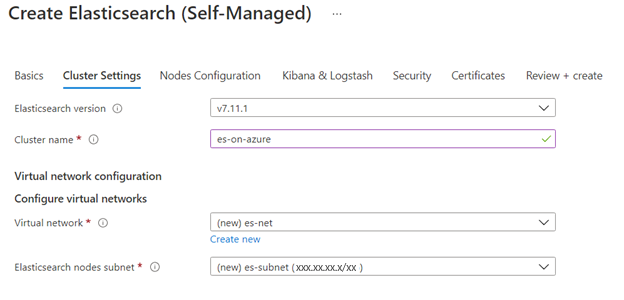 Create Elasticsearch (Self-Managed) ...
Basics Cluster Settings Nodes Configuration Kibana & Logstash Security Certificates Review + create
Elasticsearch version v7.11.1
Cluster name * es-on-azure
Virtual network configuration
Configure virtual networks
Virtual network * (new) es-net
Create new
Elasticsearch nodes subnet * (new) es-subnet (xxx.xx.xx.x/xx )